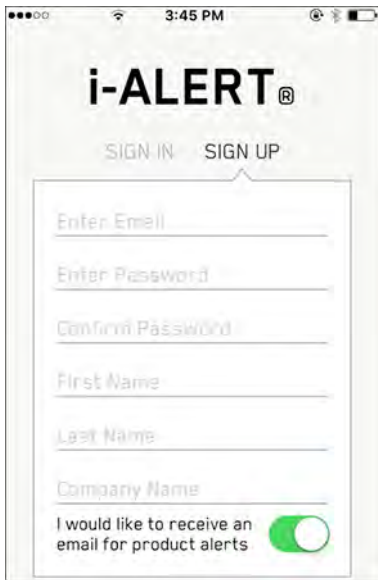 3:45 PM
i-ALERT®
SIGN IN SIGN UP
Enter Email
Enter Password
Confirm Password
First Name
Last Name
Company Name
I would like to receive an
email for product alerts